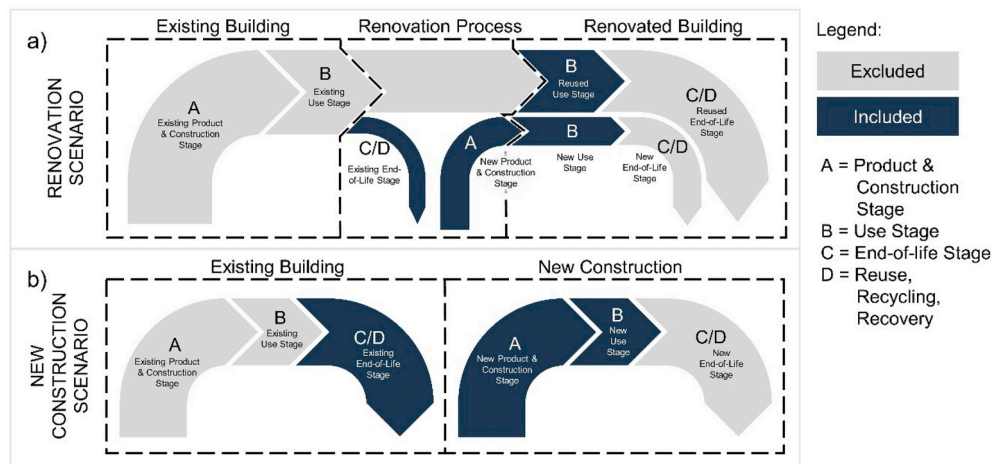 a)
Existing Building
Renovation Process
Renovated Building
RENOVATION
SCENARIO
A
Existing Product
& Construction
Stage
B
Existing
Use Stage
C/D
Existing End-
of-Life Stage
A
New Product
& Construction
Stage
B
Reused
Use Stage
B
New Use
Stage
C/D
New
End-of-Life
Stage
C/D
Reused
End-of-Life
Stage
b)
Existing Building
New Construction
NEW
CONSTRUCTION
SCENARIO
A
Existing Product
& Construction
Stage
B
Existing
Use Stage
C/D
Existing
End-of-Life
Stage
A
New Product &
Construction
Stage
B
New
Use
Stage
C/D
New
End-of-Life
Stage
Legend:
Excluded
Included
A = Product &
Construction
Stage
B = Use Stage
C = End-of-life Stage
D = Reuse,
Recycling,
Recovery